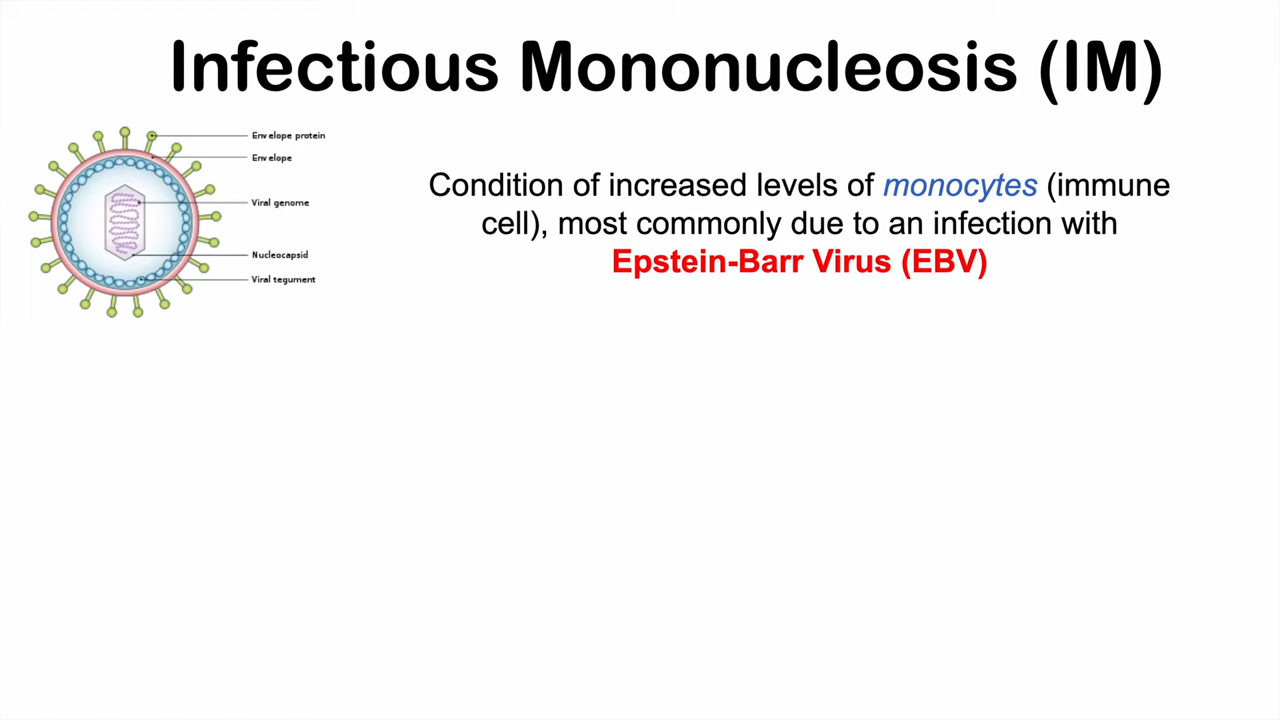 Infectious Mononucleosis (IM)
Envelope protein
Envelope
Viral genome
Nucleocapsid
Viral tegument
Condition of increased levels of monocytes (immune
cell), most commonly due to an infection with
Epstein-Barr Virus (EBV)